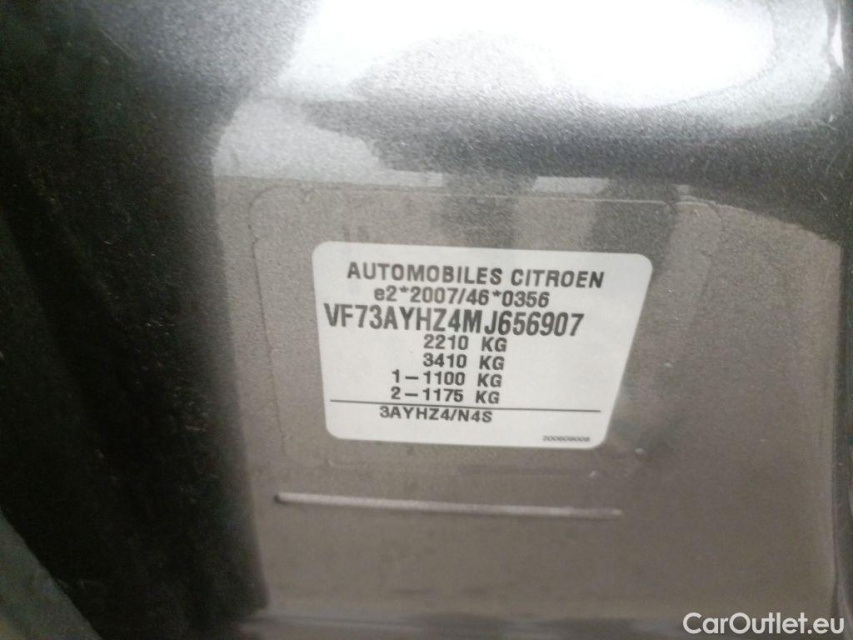 AUTOMOBILES CITROEN
e2*2007/46*0356
VF73AYHZ4MJ656907
2210 KG
3410 KG
1-1100 KG
2-1175 KG
3AYHZ4/N4S
CarOutlet.eu